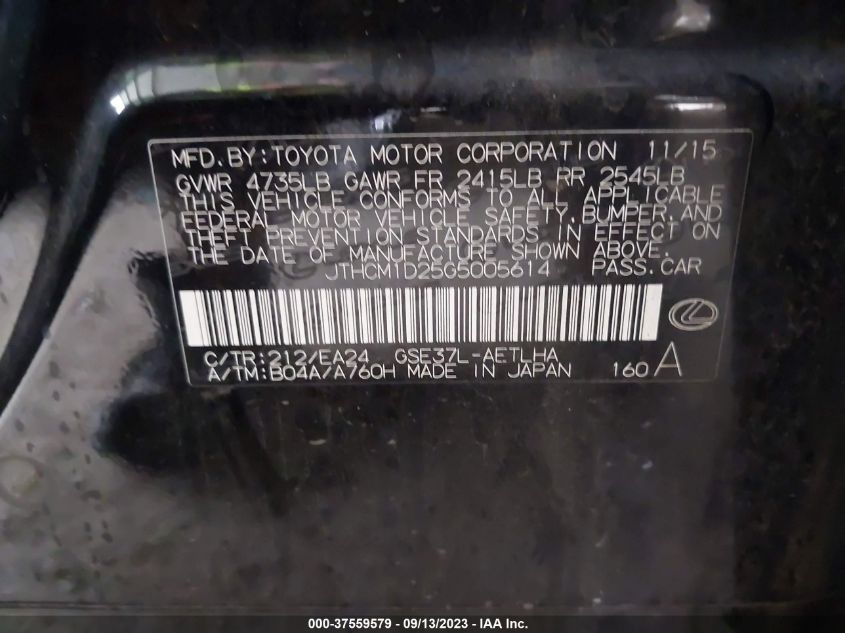 MFD.BY:TOYOTA MOTOR CORPORATION 11/15
GVWR 4735LB GAWR FR 2415LB RR 2545LB
THIS VEHICLE CONFORMS TO ALL APPLICABLE
FEDERAL MOTOR VEHICLE SAFETY,BUMPER,AND
THEFT PREVENTION STANDARDS IN EFFECT ON
THE DATE OF MANUFACTURE SHOWN ABOVE.
JTHCM1D25G5005614 PASS.CAR
C/TR:212/EA24 GSE37L-AETLHA
A/TM:B04A/A760H MADE IN JAPAN 160 A
000-37559579 - 09/13/2023 - IAA Inc.